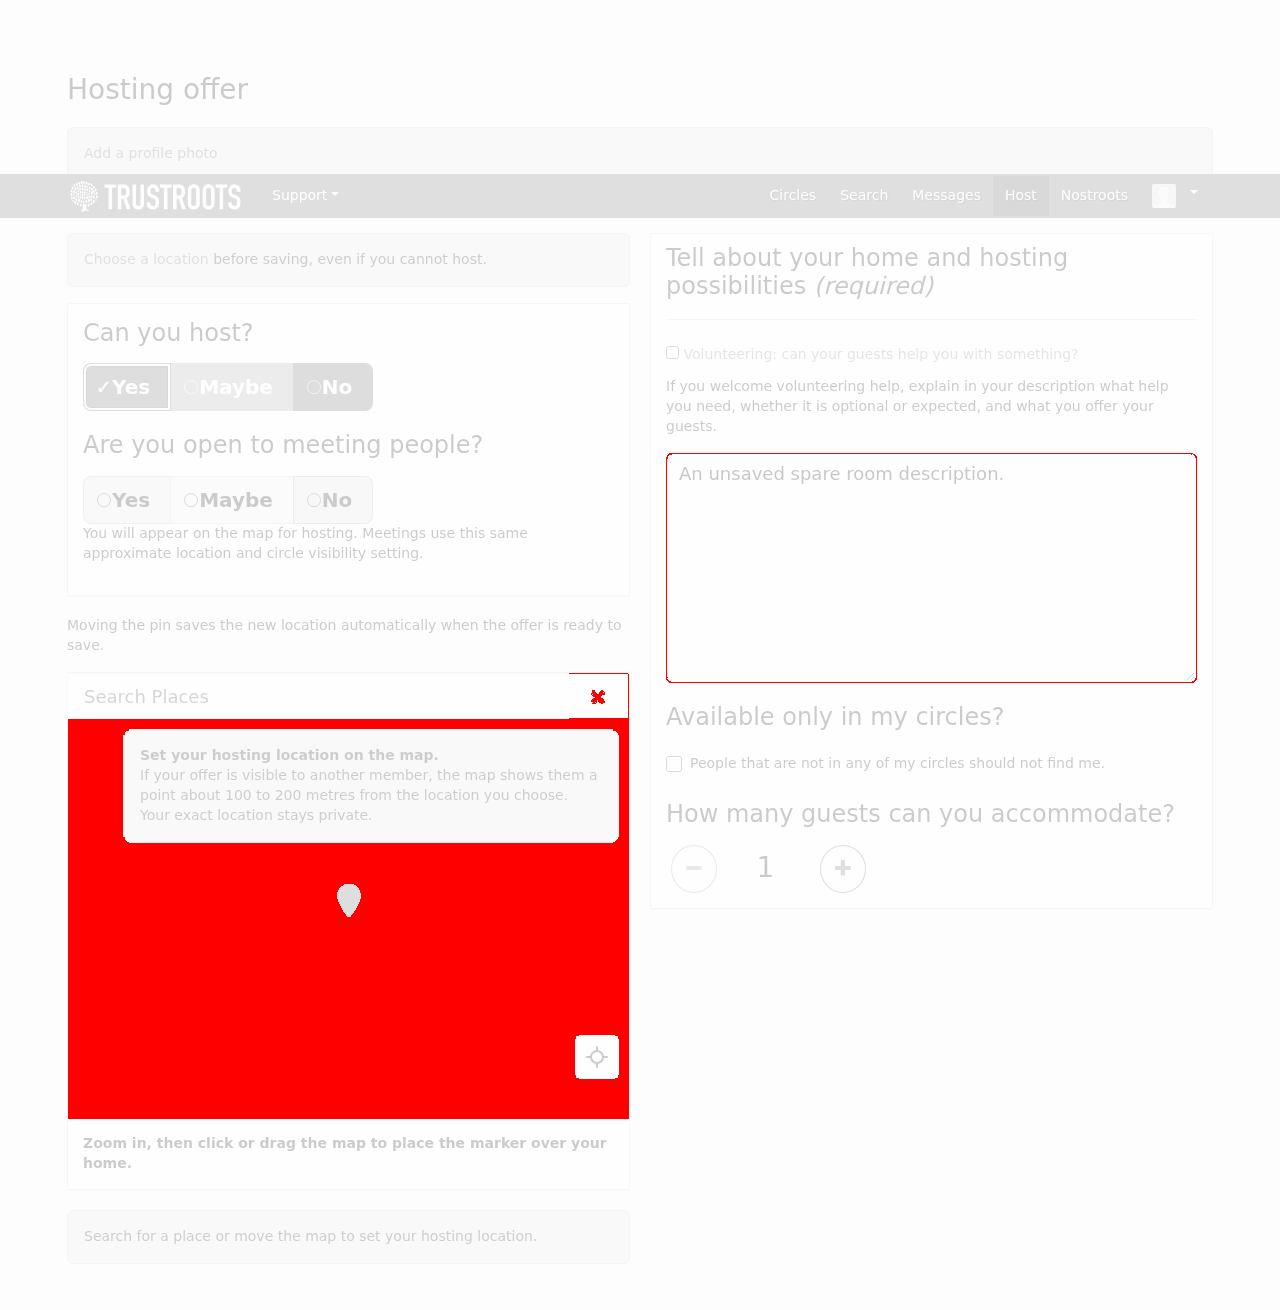 Hosting offer
Add a profile photo
TRUSTROOTS
Support
Circles
Search
Messages
Host
Nostroots
Choose a location before saving, even if you cannot host.
Can you host?
✓Yes
Maybe
No
Are you open to meeting people?
Yes
Maybe
No
You will appear on the map for hosting. Meetings use this same
approximate location and circle visibility setting.
Moving the pin saves the new location automatically when the offer is ready to
save.
Search Places
Set your hosting location on the map.
If your offer is visible to another member, the map shows them a
point about 100 to 200 metres from the location you choose.
Your exact location stays private.
Zoom in, then click or drag the map to place the marker over your
home.
Search for a place or move the map to set your hosting location.
Tell about your home and hosting
possibilities (required)
Volunteering: can your guests help you with something?
If you welcome volunteering help, explain in your description what help
you need, whether it is optional or expected, and what you offer your
guests.
An unsaved spare room description.
Available only in my circles?
People that are not in any of my circles should not find me.
How many guests can you accommodate?
1